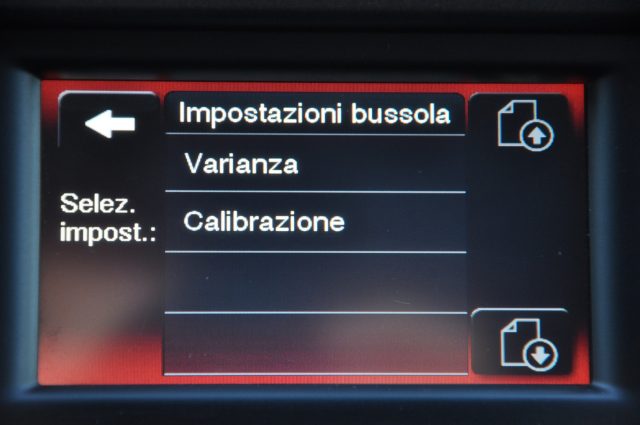 Impostazioni bussola
Selez.
impost.:
Varianza
Calibrazione